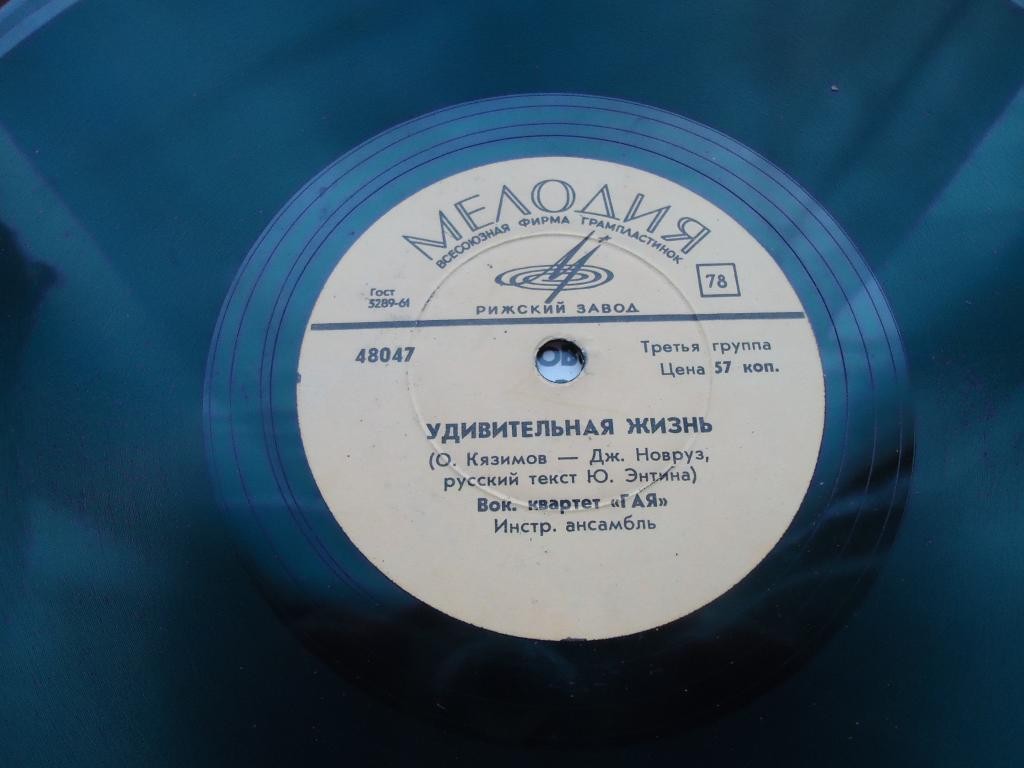 МЕЛОДИЯ
ВСЕСОЮЗНАЯ ФИРМА ГРАМПЛАСТИНОК
РИЖСКИЙ ЗАВОД
78
Гост
5289-61
48047
Третья группа
Цена 57 коп.
УДИВИТЕЛЬНАЯ ЖИЗНЬ
(О. Кязимов — Дж. Новруз,
русский текст Ю. Энтина)
Вок. квартет «ГАЯ»
Инстр. ансамбль